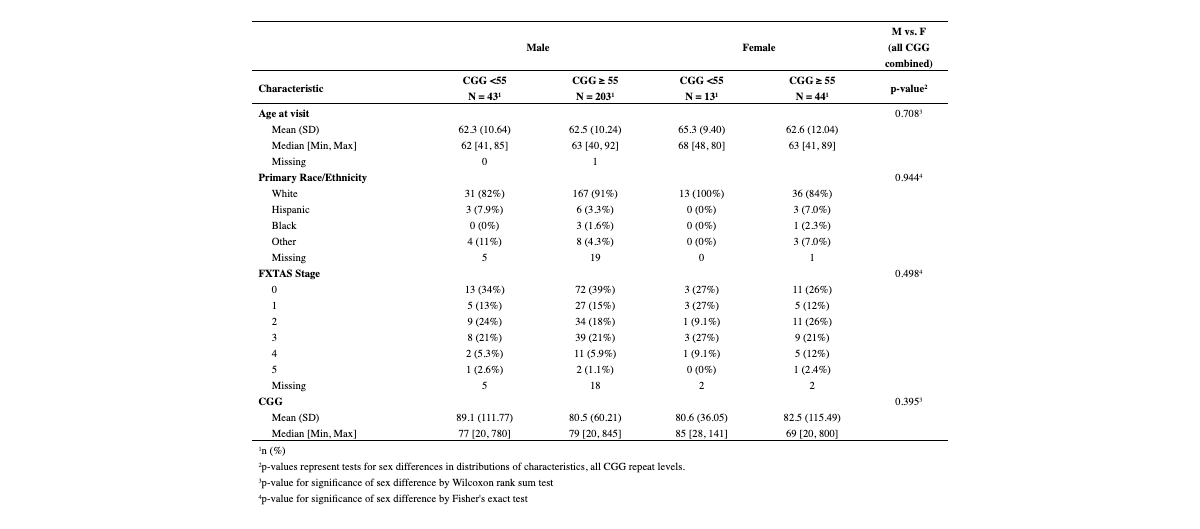 M vs. F
Male Female (all CGG
combined)
CGG <55 CGG ≥ 55 CGG <55 CGG ≥ 55
Characteristic p-value²
N = 43¹ N = 203¹ N = 13¹ N = 44¹
Age at visit 0.708³
Mean (SD) 62.3 (10.64) 62.5 (10.24) 65.3 (9.40) 62.6 (12.04)
Median [Min, Max] 62 [41, 85] 63 [40, 92] 68 [48, 80] 63 [41, 89]
Missing 0 1
Primary Race/Ethnicity 0.944⁴
White 31 (82%) 167 (91%) 13 (100%) 36 (84%)
Hispanic 3 (7.9%) 6 (3.3%) 0 (0%) 3 (7.0%)
Black 0 (0%) 3 (1.6%) 0 (0%) 1 (2.3%)
Other 4 (11%) 8 (4.3%) 0 (0%) 3 (7.0%)
Missing 5 19 0 1
FXTAS Stage 0.498⁴
0 13 (34%) 72 (39%) 3 (27%) 11 (26%)
1 5 (13%) 27 (15%) 3 (27%) 5 (12%)
2 9 (24%) 34 (18%) 1 (9.1%) 11 (26%)
3 8 (21%) 39 (21%) 3 (27%) 9 (21%)
4 2 (5.3%) 11 (5.9%) 1 (9.1%) 5 (12%)
5 1 (2.6%) 2 (1.1%) 0 (0%) 1 (2.4%)
Missing 5 18 2 2
CGG 0.395³
Mean (SD) 89.1 (111.77) 80.5 (60.21) 80.6 (36.05) 82.5 (115.49)
Median [Min, Max] 77 [20, 780] 79 [20, 845] 85 [28, 141] 69 [20, 800]
¹n (%)
²p-values represent tests for sex differences in distributions of characteristics, all CGG repeat levels.
³p-value for significance of sex difference by Wilcoxon rank sum test
⁴p-value for significance of sex difference by Fisher's exact test